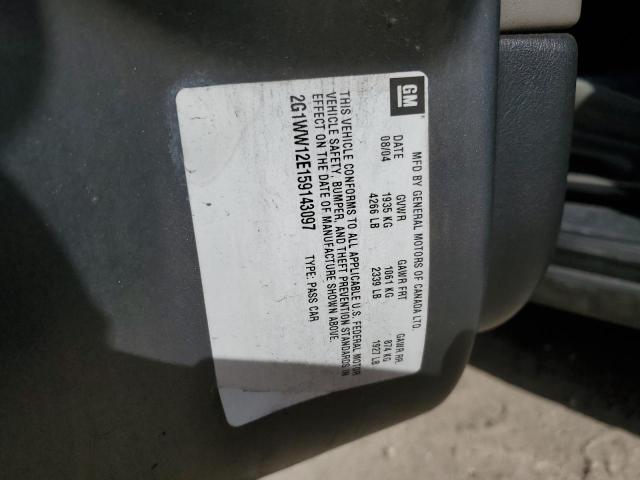 GM
MFD BY GENERAL MOTORS OF CANADA LTD.
DATE GVWR GAWR FRT GAWR RR
08/04 1935 KG 1061 KG 874 KG
4266 LB 2339 LB 1927 LB
THIS VEHICLE CONFORMS TO ALL APPLICABLE U.S. FEDERAL MOTOR
VEHICLE SAFETY, BUMPER, AND THEFT PREVENTION STANDARDS IN
EFFECT ON THE DATE OF MANUFACTURE SHOWN ABOVE.
2G1WW12E159143097 TYPE: PASS CAR